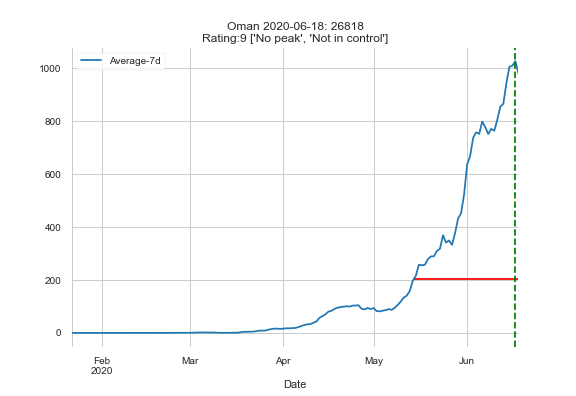 Oman 2020-06-18: 26818
Rating:9 ['No peak', 'Not in control']
Average-7d
1000
800
600
400
200
0
Feb Mar Apr May Jun
2020
Date